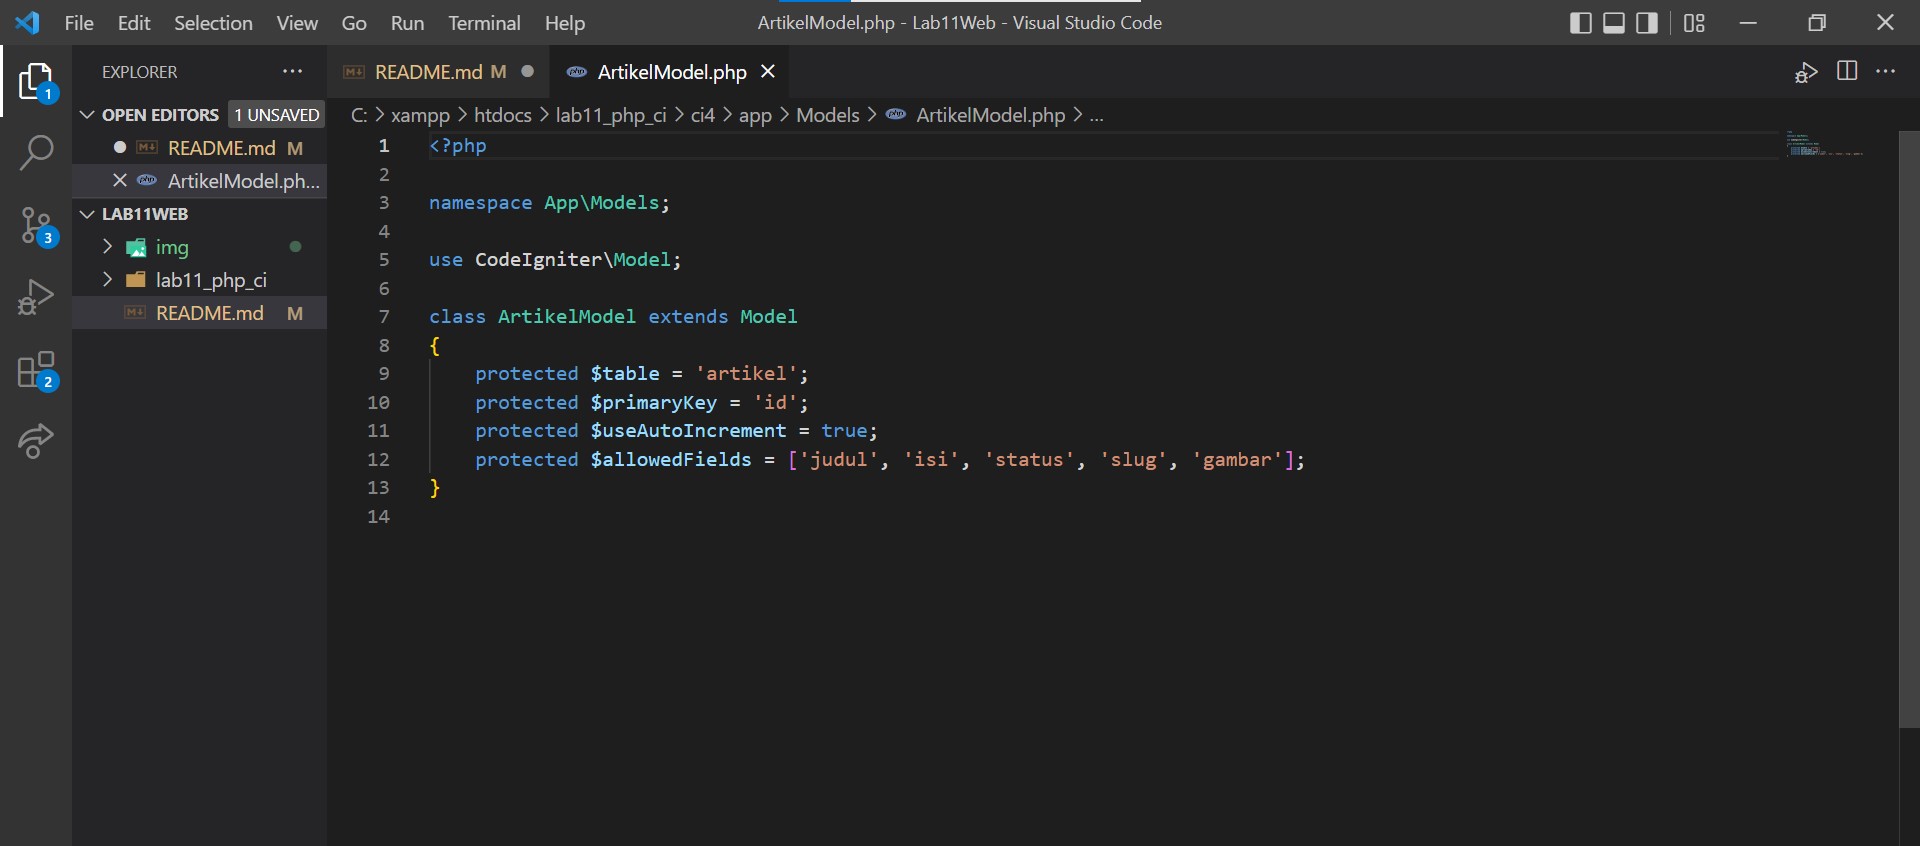 File Edit Selection View Go Run Terminal Help ArtikelModel.php - Lab11Web - Visual Studio Code
EXPLORER
README.md M
ArtikelModel.php
OPEN EDITORS 1 UNSAVED
README.md M
ArtikelModel.ph...
LAB11WEB
img
lab11_php_ci
README.md M
1
3
2
C: > xampp > htdocs > lab11_php_ci > ci4 > app > Models > ArtikelModel.php > ...
1 <?php
2
3 namespace App\Models;
4
5 use CodeIgniter\Model;
6
7 class ArtikelModel extends Model
8 {
9 protected $table = 'artikel';
10 protected $primaryKey = 'id';
11 protected $useAutoIncrement = true;
12 protected $allowedFields = ['judul', 'isi', 'status', 'slug', 'gambar'];
13 }
14